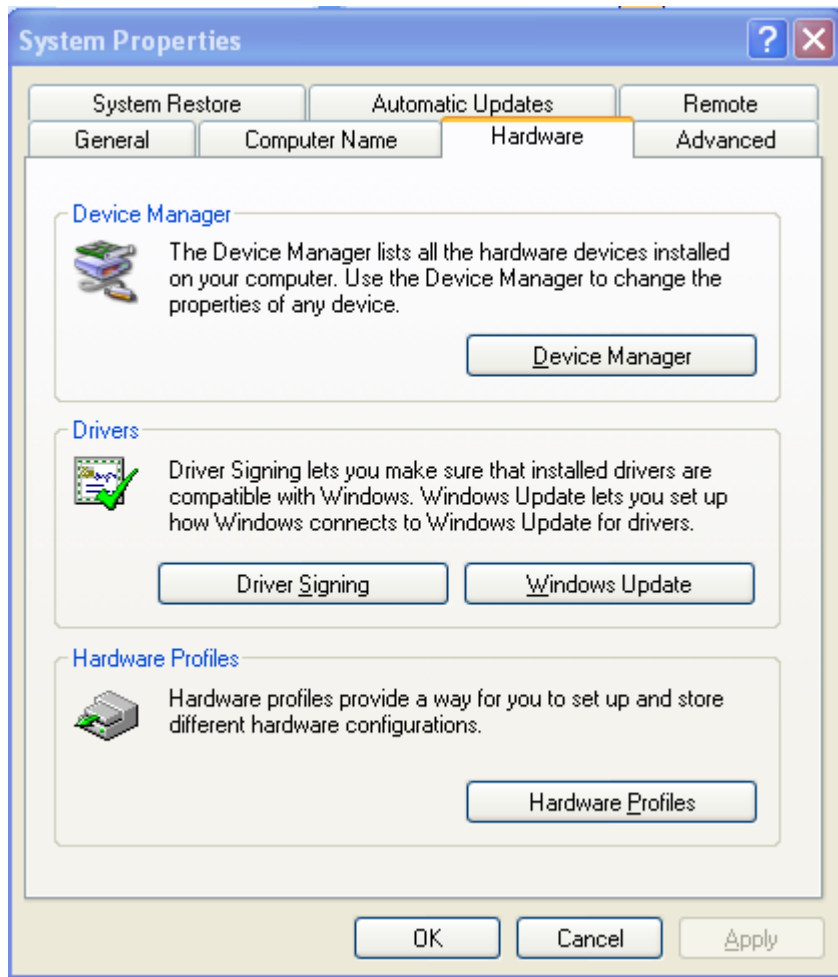 System Properties
System Restore
Automatic Updates
Remote
General
Computer Name
Hardware
Advanced
Device Manager
The Device Manager lists all the hardware devices installed
on your computer. Use the Device Manager to change the
properties of any device.
Device Manager
Drivers
Driver Signing lets you make sure that installed drivers are
compatible with Windows. Windows Update lets you set up
how Windows connects to Windows Update for drivers.
Driver Signing
Windows Update
Hardware Profiles
Hardware profiles provide a way for you to set up and store
different hardware configurations.
Hardware Profiles
OK
Cancel
Apply